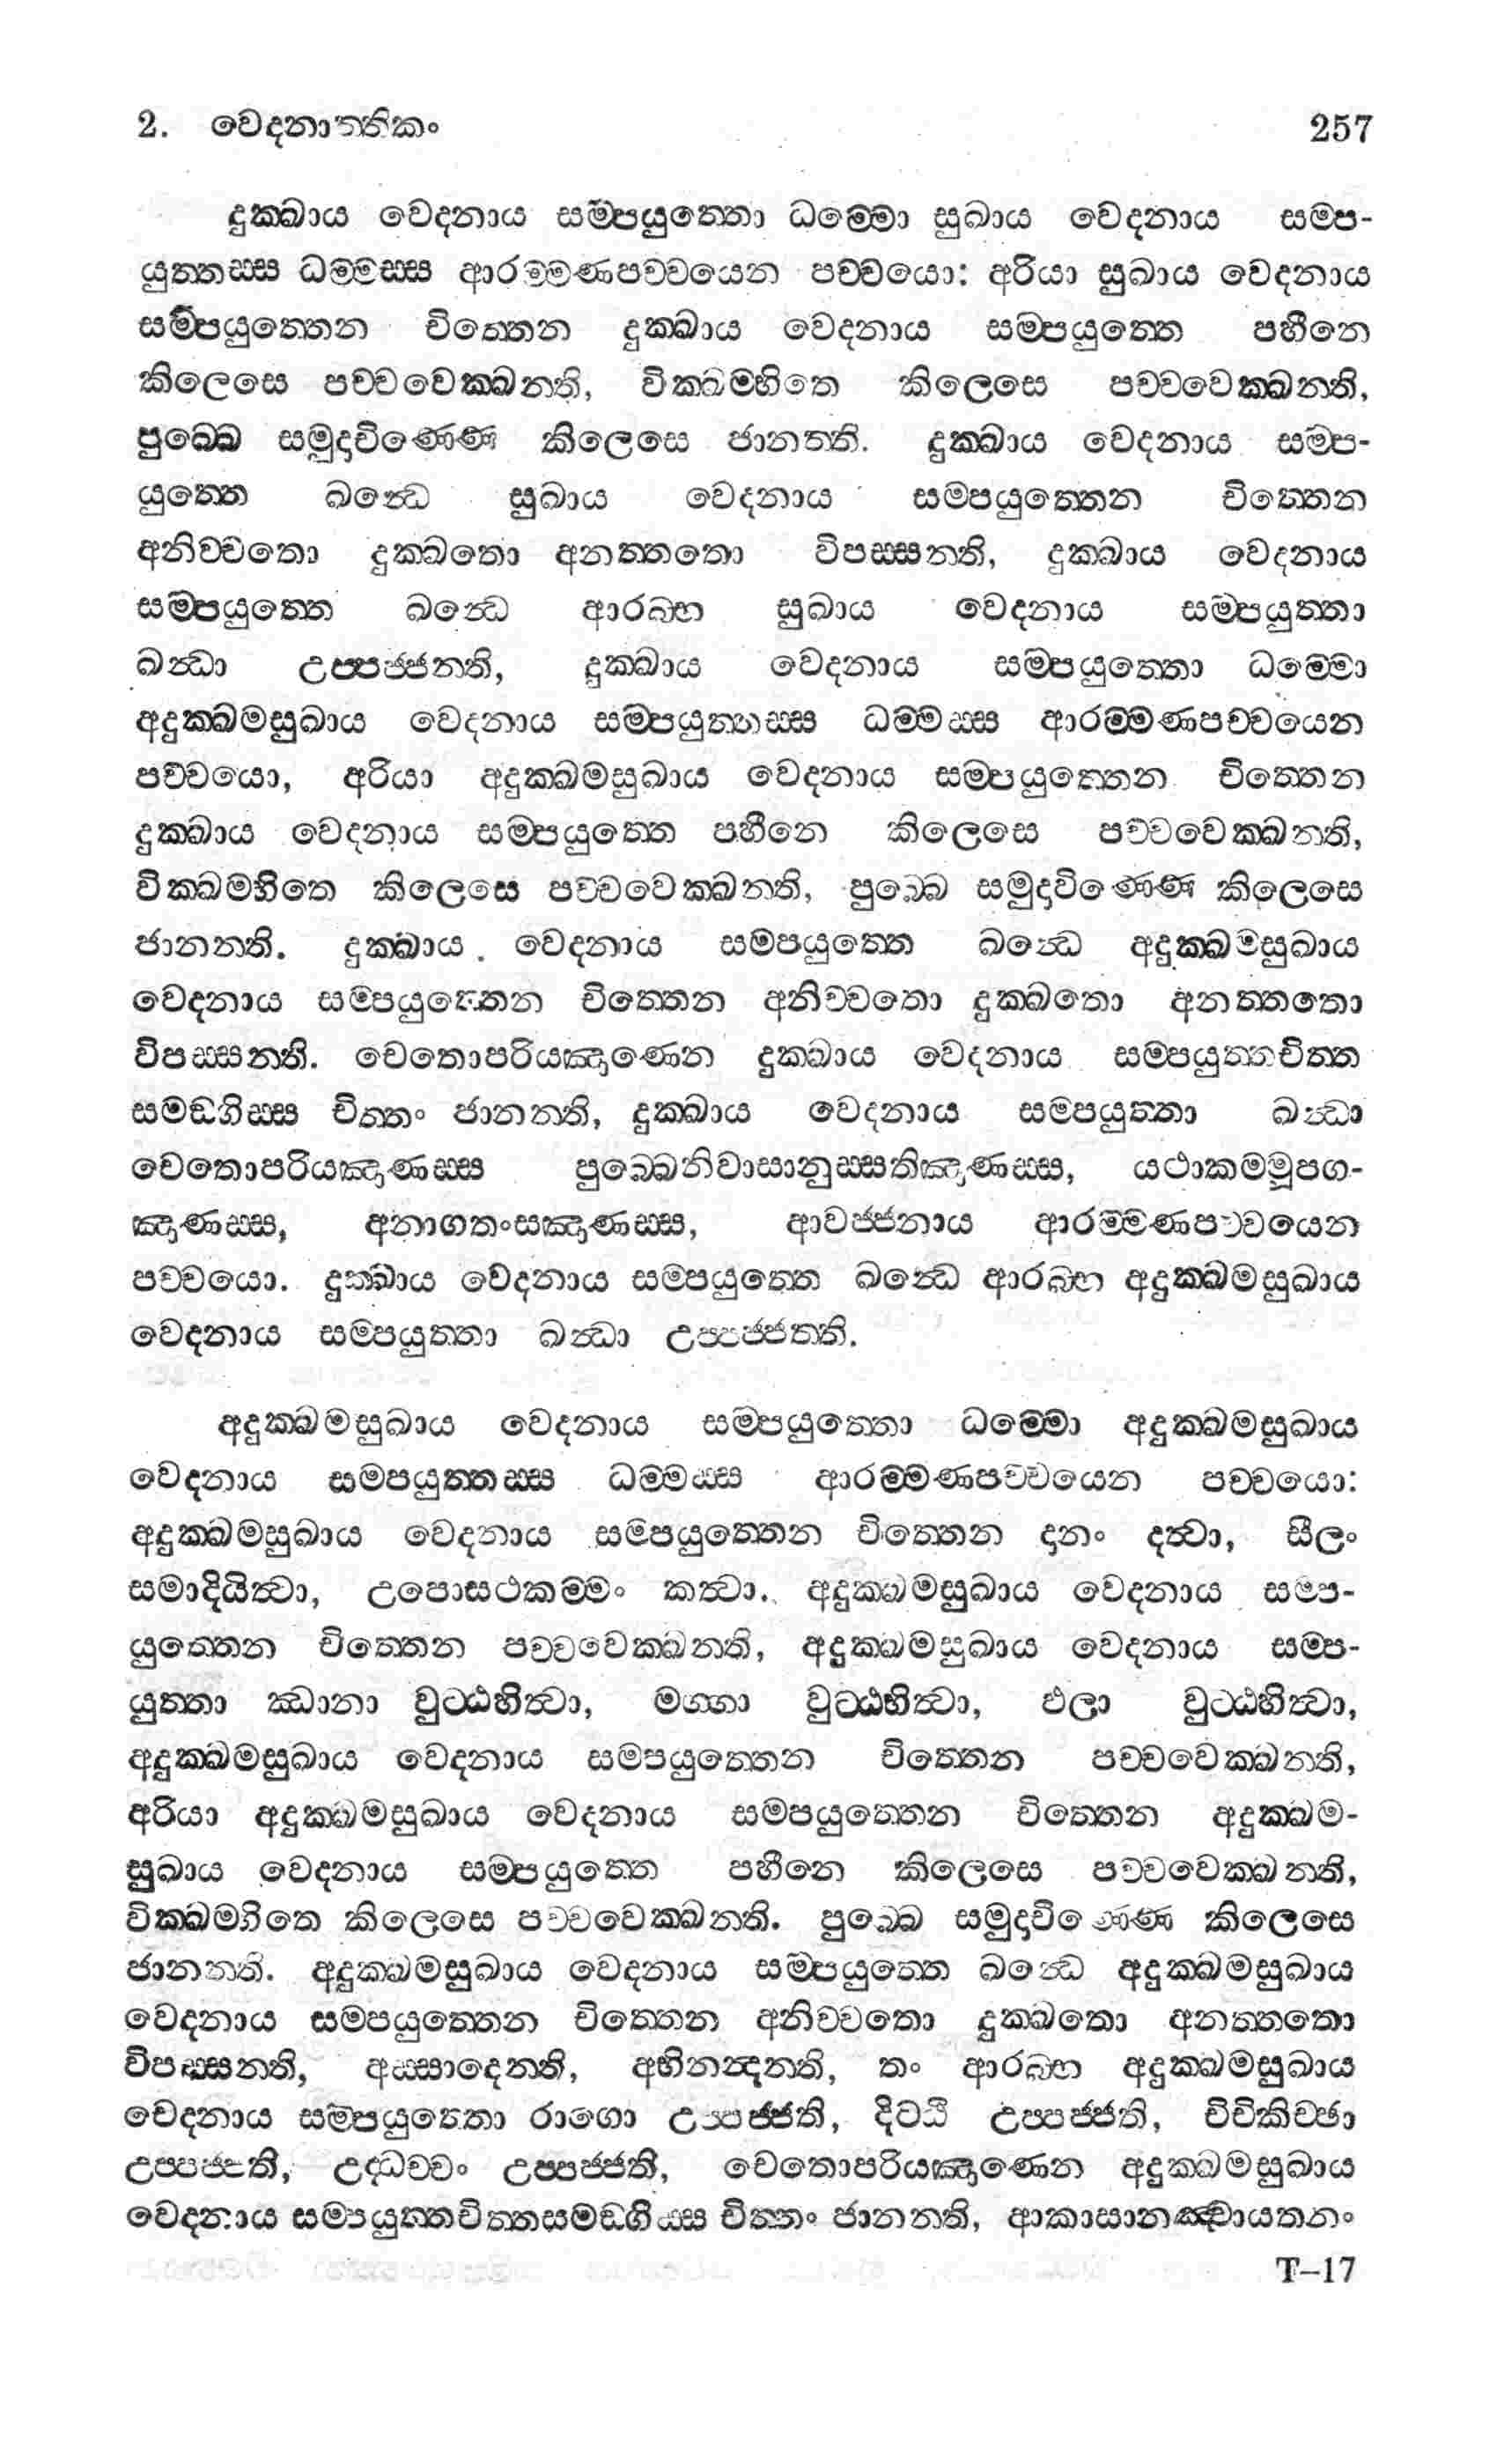 2. වෙදනාත්තිකං 257
දුක්ඛාය වෙදනාය සම්පයුත්තො ධම්මො සුඛාය වෙදනාය සම්ප-
යුත්තස්ස ධම්මස්ස ආරම්මණපච්චයෙන පච්චයො: අරියා සුඛාය වෙදනාය
සම්පයුත්තෙන චිත්තෙන දුක්ඛාය වෙදනාය සම්පයුත්තෙ පහීනෙ
කිලෙසෙ පච්චවෙක්ඛන්ති, වික්ඛම්භිතෙ කිලෙසෙ පච්චවෙක්ඛන්ති,
පුබ්බෙ සමුදාචිණ්ණෙ කිලෙසෙ ජානන්ති. දුක්ඛාය වෙදනාය සම්ප-
යුත්තෙ ඛන්ධෙ සුඛාය වෙදනාය සම්පයුත්තෙන චිත්තෙන
අනිච්චතො දුක්ඛතො අනත්තතො විපස්සන්ති, දුක්ඛාය වෙදනාය
සම්පයුත්තෙ ඛන්ධෙ ආරබ්භ සුඛාය වෙදනාය සම්පයුත්තා
ඛන්ධා උප්පජ්ජන්ති, දුක්ඛාය වෙදනාය සම්පයුත්තො ධම්මො
අදුක්ඛමසුඛාය වෙදනාය සම්පයුත්තස්ස ධම්මස්ස ආරම්මණපච්චයෙන
පච්චයො, අරියා අදුක්ඛමසුඛාය වෙදනාය සම්පයුත්තෙන චිත්තෙන
දුක්ඛාය වෙදනාය සම්පයුත්තෙ පහීනෙ කිලෙසෙ පච්චවෙක්ඛන්ති,
වික්ඛම්භිතෙ කිලෙසෙ පච්චවෙක්ඛන්ති, පුබ්බෙ සමුදාචිණ්ණෙ කිලෙසෙ
ජානන්ති. දුක්ඛාය වෙදනාය සම්පයුත්තෙ ඛන්ධෙ අදුක්ඛමසුඛාය
වෙදනාය සම්පයුත්තෙන චිත්තෙන අනිච්චතො දුක්ඛතො අනත්තතො
විපස්සන්ති. චෙතොපරියඤාණෙන දුක්ඛාය වෙදනාය සම්පයුත්තචිත්ත
සමඞ්ගිස්ස චිත්තං ජානන්ති, දුක්ඛාය වෙදනාය සම්පයුත්තා ඛන්ධා
චෙතොපරියඤාණස්ස පුබ්බෙනිවාසානුස්සතිඤාණස්ස, යථාකම්මූපග-
ඤාණස්ස, අනාගතංසඤාණස්ස, ආවජ්ජනාය ආරම්මණපච්චයෙන
පච්චයො. දුක්ඛාය වෙදනාය සම්පයුත්තෙ ඛන්ධෙ ආරබ්භ අදුක්ඛමසුඛාය
වෙදනාය සම්පයුත්තා ඛන්ධා උප්පජ්ජන්ති.
අදුක්ඛමසුඛාය වෙදනාය සම්පයුත්තො ධම්මො අදුක්ඛමසුඛාය
වෙදනාය සම්පයුත්තස්ස ධම්මස්ස ආරම්මණපච්චයෙන පච්චයො:
අදුක්ඛමසුඛාය වෙදනාය සම්පයුත්තෙන චිත්තෙන දානං දත්වා, සීලං
සමාදියිත්වා, උපොසථකම්මං කත්වා. අදුක්ඛමසුඛාය වෙදනාය සම්ප-
යුත්තෙන චිත්තෙන පච්චවෙක්ඛන්ති, අදුක්ඛමසුඛාය වෙදනාය සම්ප-
යුත්තා ඣානා වුට්ඨහිත්වා, මග්ගා වුට්ඨහිත්වා, ඵලා වුට්ඨහිත්වා,
අදුක්ඛමසුඛාය වෙදනාය සම්පයුත්තෙන චිත්තෙන පච්චවෙක්ඛන්ති,
අරියා අදුක්ඛමසුඛාය වෙදනාය සම්පයුත්තෙන චිත්තෙන අදුක්ඛම-
සුඛාය වෙදනාය සම්පයුත්තෙ පහීනෙ කිලෙසෙ පච්චවෙක්ඛන්ති,
වික්ඛම්භිතෙ කිලෙසෙ පච්චවෙක්ඛන්ති. පුබ්බෙ සමුදාචිණ්ණෙ කිලෙසෙ
ජානන්ති. අදුක්ඛමසුඛාය වෙදනාය සම්පයුත්තෙ ඛන්ධෙ අදුක්ඛමසුඛාය
වෙදනාය සම්පයුත්තෙන චිත්තෙන අනිච්චතො දුක්ඛතො අනත්තතො
විපස්සන්ති, අස්සාදෙන්ති, අභිනන්දන්ති, තං ආරබ්භ අදුක්ඛමසුඛාය
වෙදනාය සම්පයුත්තො රාගො උප්පජ්ජති, දිට්ඨි උප්පජ්ජති, විචිකිච්ඡා
උප්පජ්ජති, උද්ධච්චං උප්පජ්ජති, චෙතොපරියඤාණෙන අදුක්ඛමසුඛාය
වෙදනාය සම්පයුත්තචිත්තසමඞ්ගිස්ස චිත්තං ජානන්ති, ආකාසානඤ්චායතනං
T–17